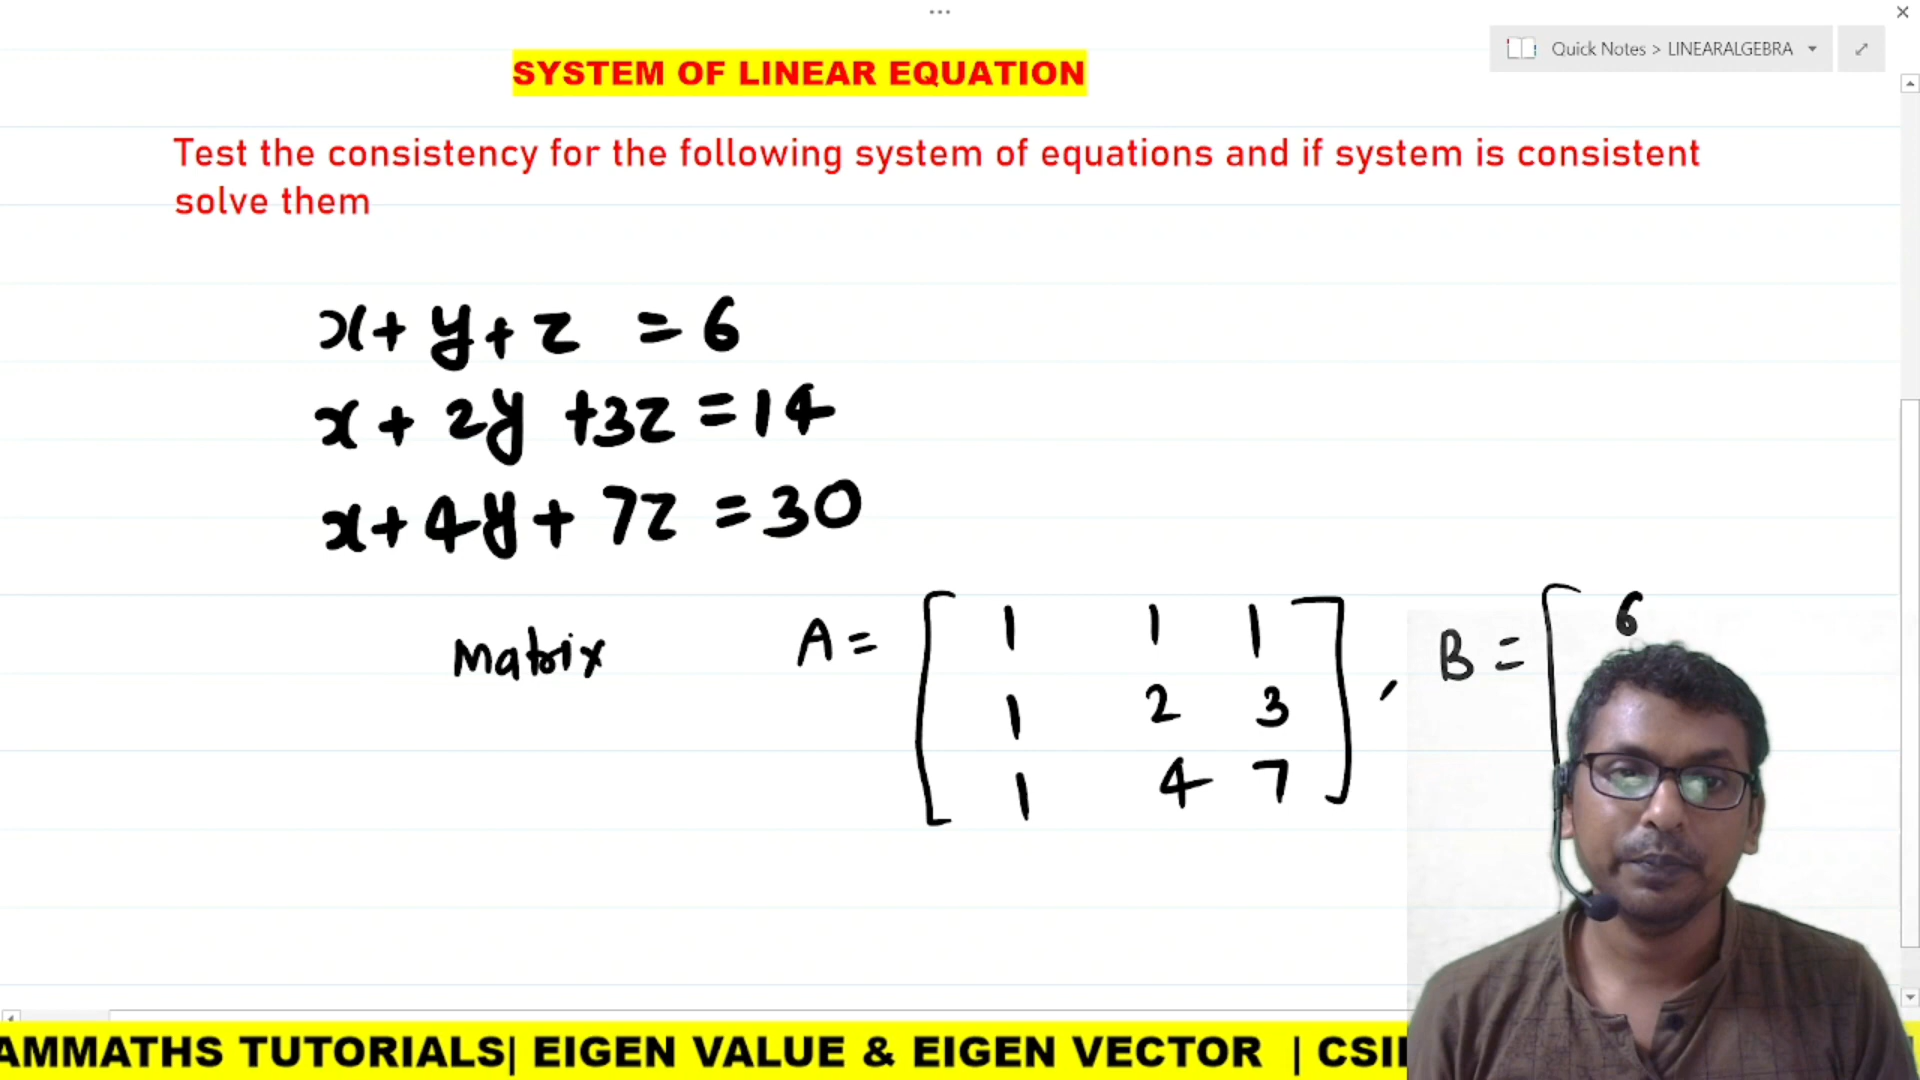 Quick Notes > LINEARALGEBRA
SYSTEM OF LINEAR EQUATION
Test the consistency for the following system of equations and if system is consistent
solve them
x+y+z = 6
x+2y+3z=14
x+4y+7z=30
Matrix A= [ 1 1 1 ] , B = [ 6
1 2 3
1 4 7
AMMATHS TUTORIALS| EIGEN VALUE & EIGEN VECTOR | CSI